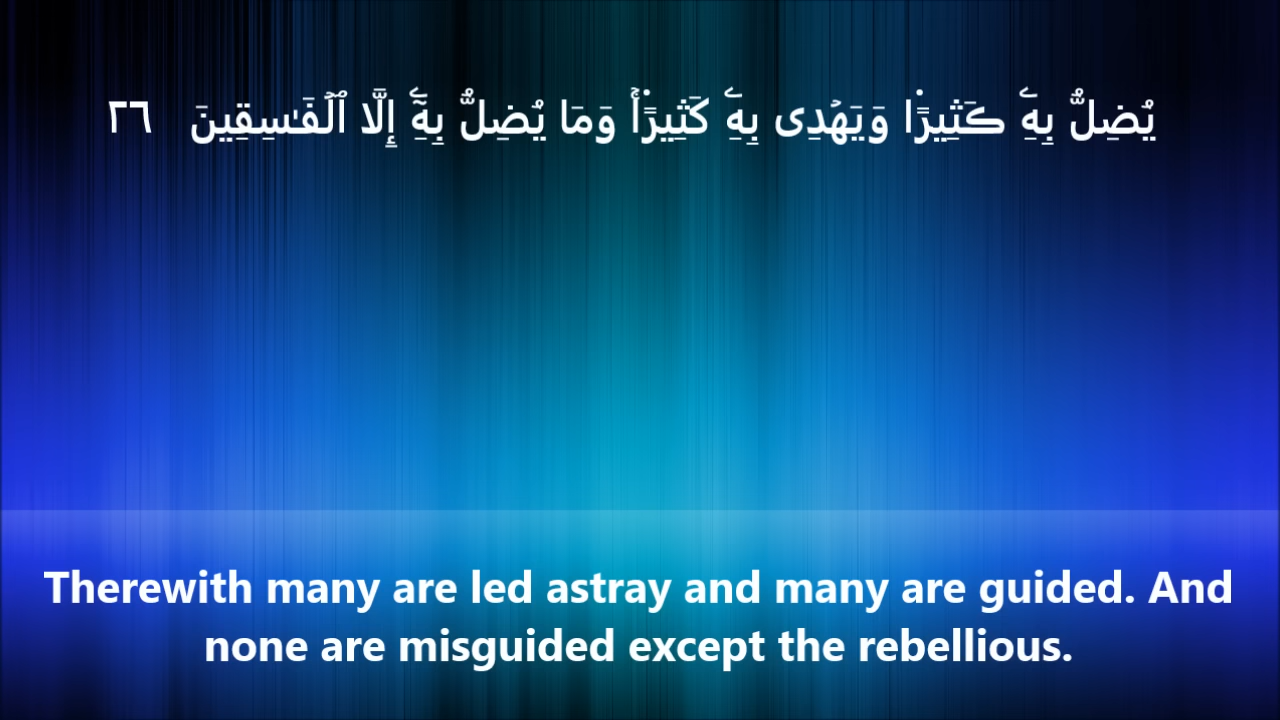 يُضِلُّ بِهِۦ كَثِيرٗا وَيَهۡدِي بِهِۦ كَثِيرٗاۚ وَمَا يُضِلُّ بِهِۦٓ إِلَّا ٱلۡفَٰسِقِينَ ٢٦
Therewith many are led astray and many are guided. And
none are misguided except the rebellious.